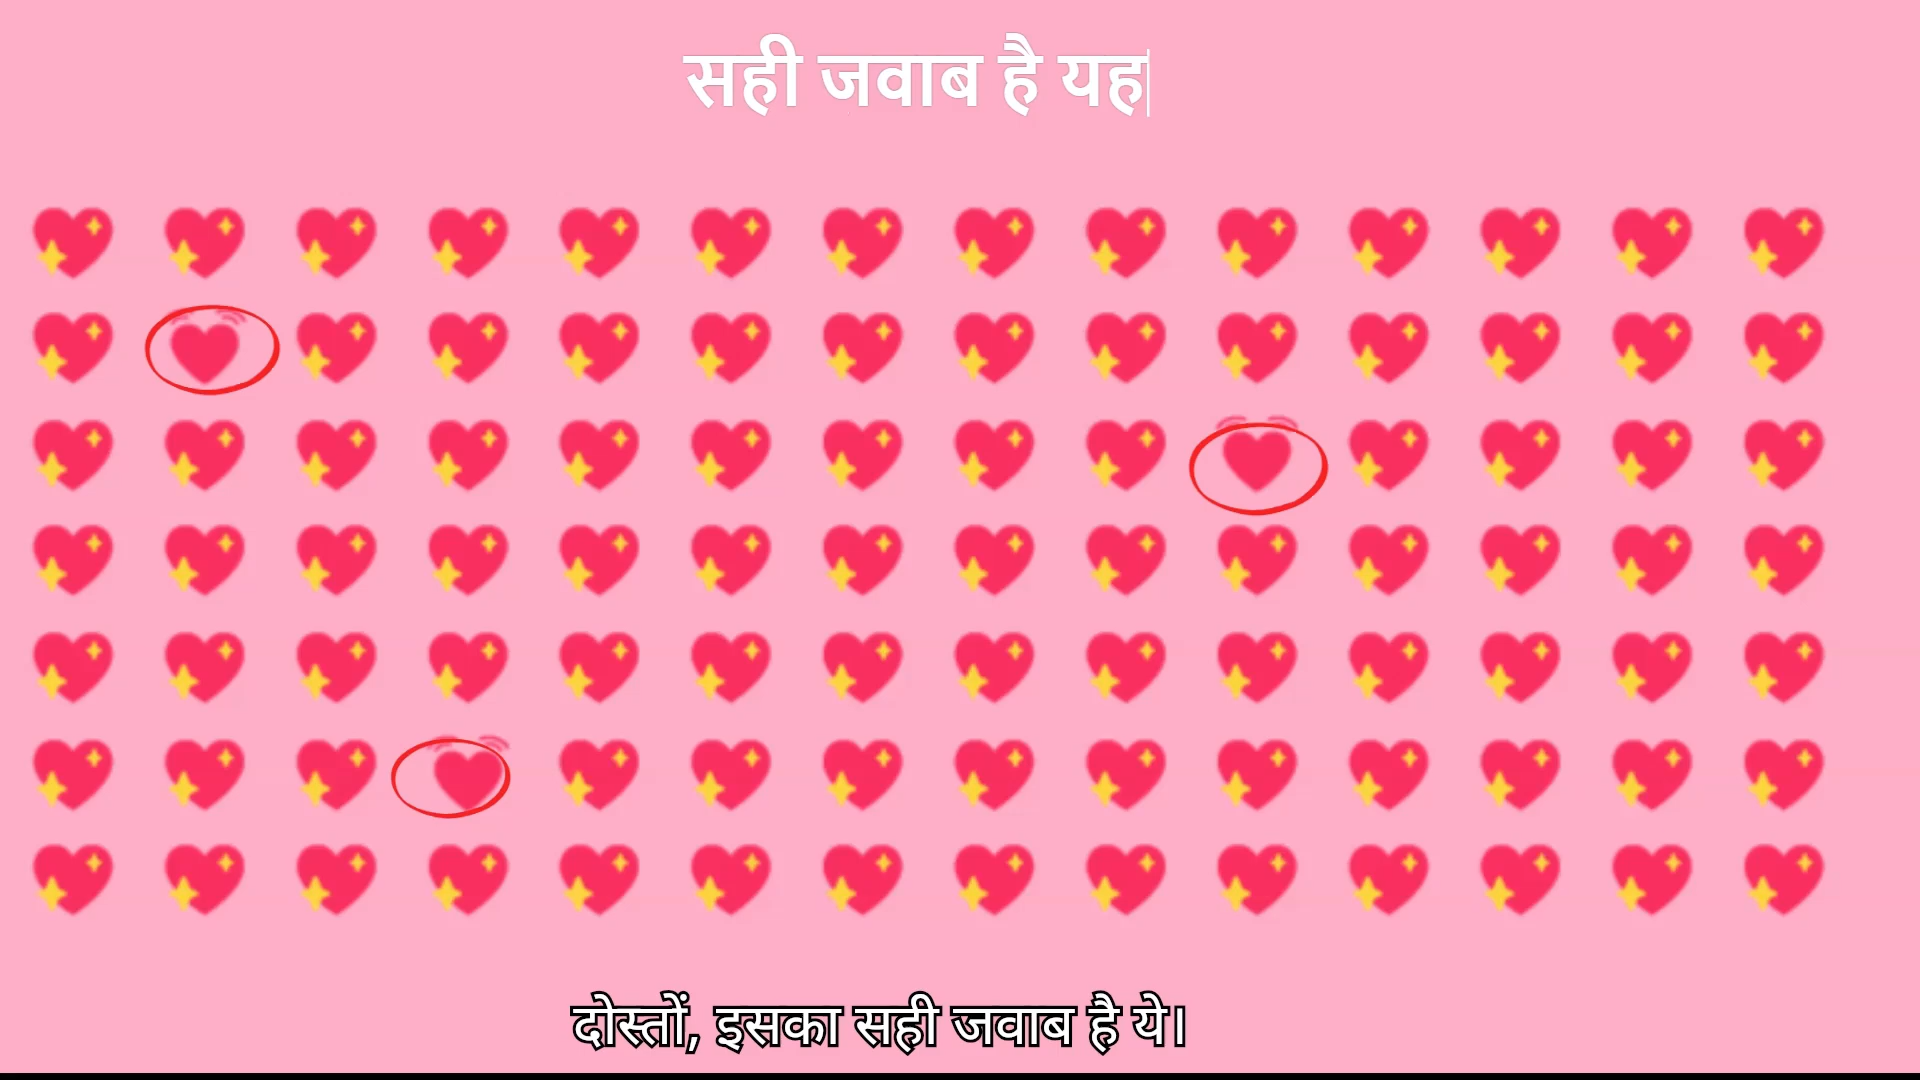 सही जवाब है यह
दोस्तों, इसका सही जवाब है ये।